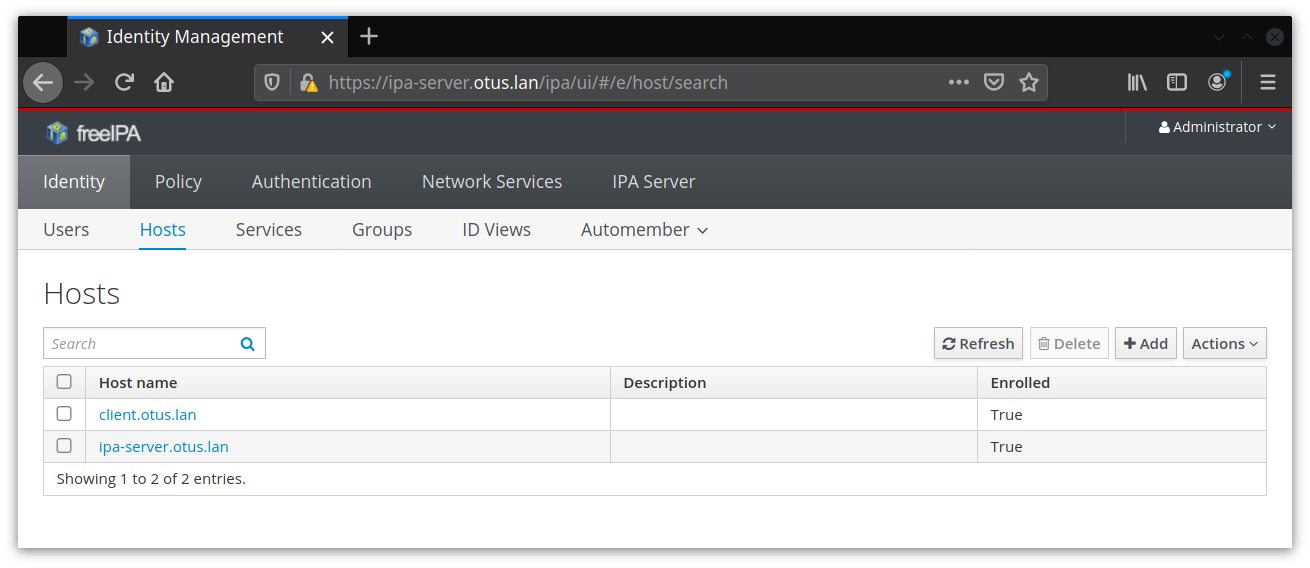 Identity Management
https://ipa-server.otus.lan/ipa/ui/#/e/host/search
freeIPA
Administrator
Identity Policy Authentication Network Services IPA Server
Users Hosts Services Groups ID Views Automember
Hosts
Search Refresh Delete Add Actions
Host name Description Enrolled
client.otus.lan True
ipa-server.otus.lan True
Showing 1 to 2 of 2 entries.